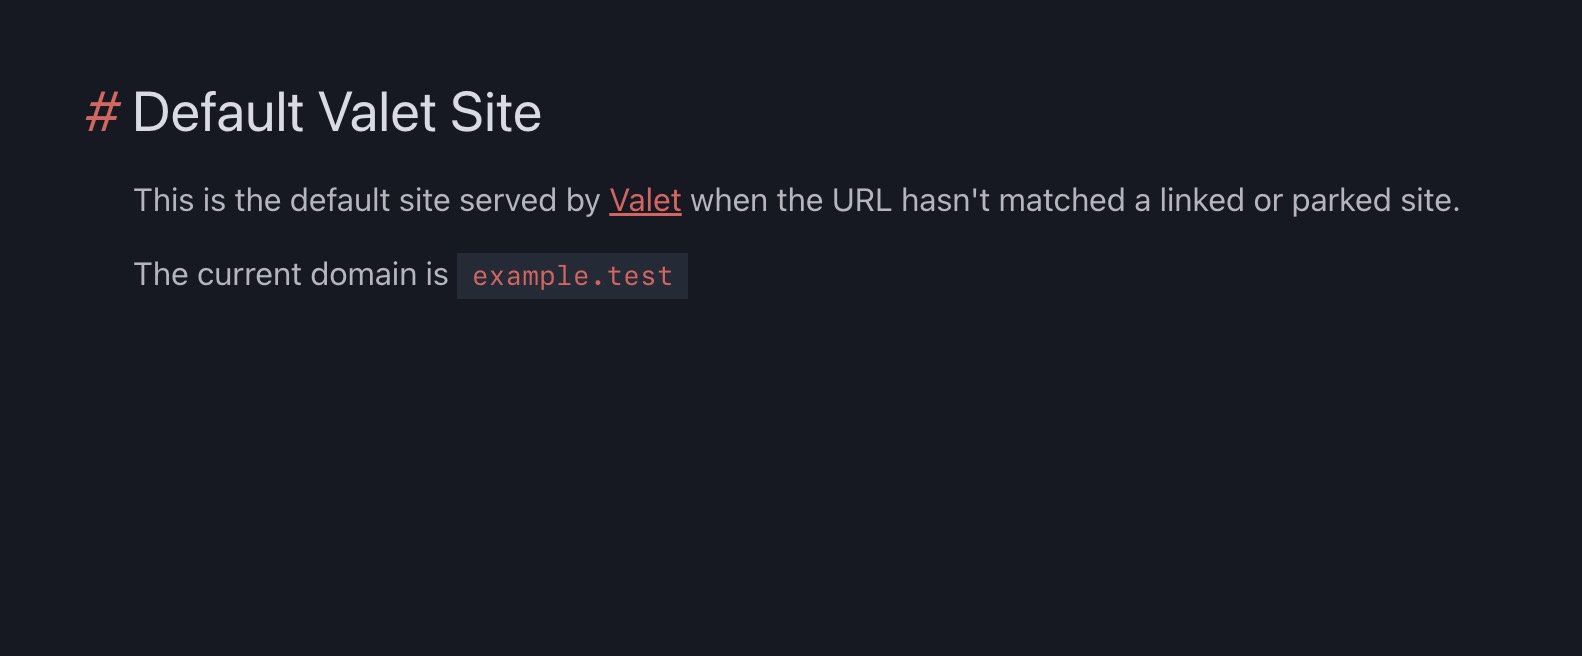 # Default Valet Site
This is the default site served by Valet when the URL hasn't matched a linked or parked site.
The current domain is example.test